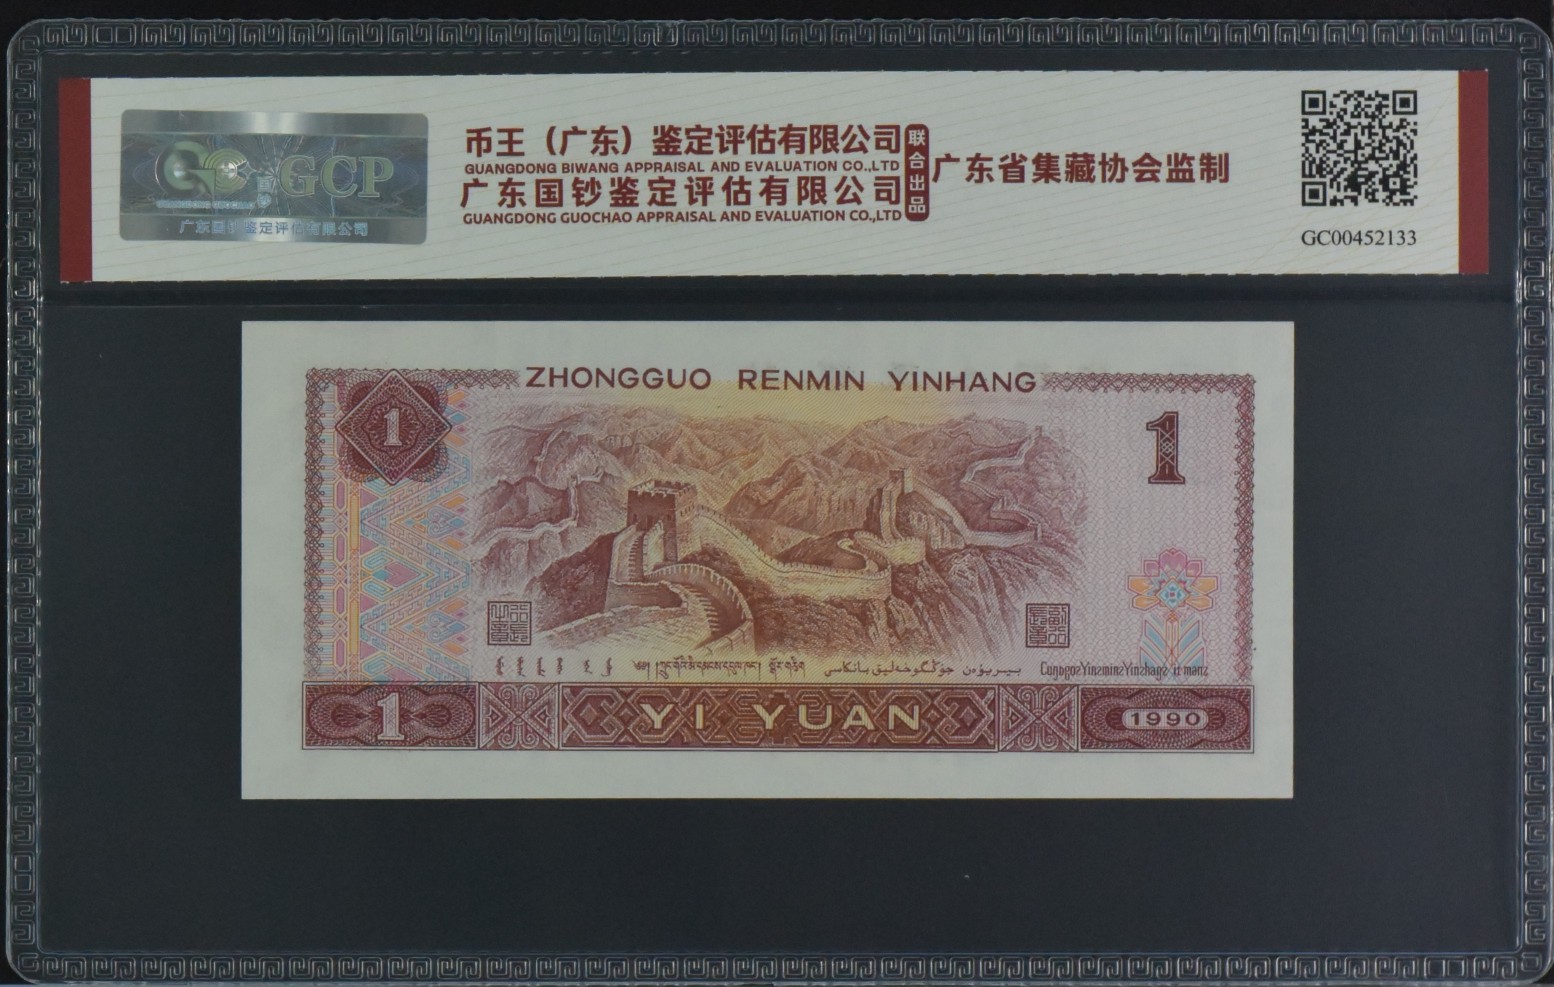 GCP
广东国钞鉴定评估有限公司
币王（广东）鉴定评估有限公司
GUANGDONG BIWANG APPRAISAL AND EVALUATION CO.,LTD
广东国钞鉴定评估有限公司
GUANGDONG GUOCHAO APPRAISAL AND EVALUATION CO.,LTD
联合出品
广东省集藏协会监制
GC00452133
ZHONGGUO RENMIN YINHANG
1
1
1
YI YUAN
1990